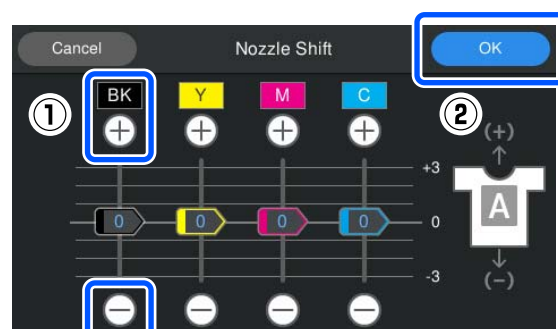 Cancel Nozzle Shift OK
① BK Y M C ②
+ + + + (+)
+3
0 0 0 0 0 A
-3
(−)
− − − −